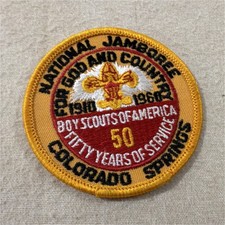 NATIONAL JAMBOREE
FOR GOD AND COUNTRY
1910 1960
BOY SCOUTS OF AMERICA
50
FIFTY YEARS OF SERVICE
COLORADO SPRINGS